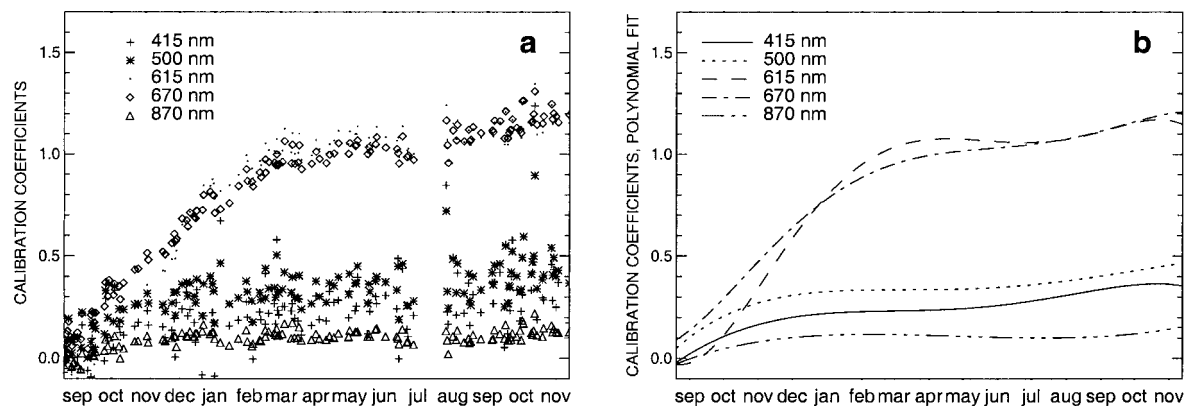 CALIBRATION COEFFICIENTS
1.5
1.0
0.5
0.0
a
415 nm
500 nm
615 nm
670 nm
870 nm
sep oct nov dec jan feb mar apr may jun jul aug sep oct nov
CALIBRATION COEFFICIENTS, POLYNOMIAL FIT
1.5
1.0
0.5
0.0
b
415 nm
500 nm
615 nm
670 nm
870 nm
sep oct nov dec jan feb mar apr may jun jul aug sep oct nov